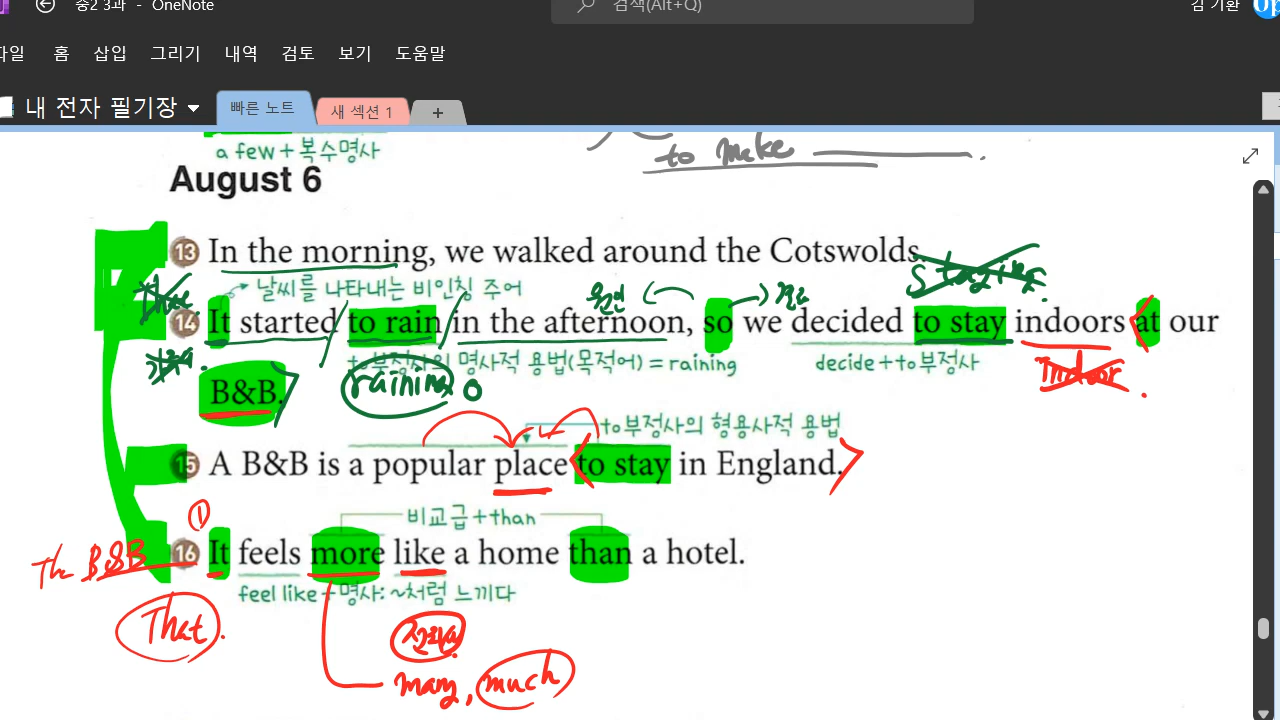 중2 3과 - OneNote
검색(Alt+Q)
김 기환
파일 홈 삽입 그리기 내역 검토 보기 도움말
내 전자 필기장 빠른 노트 새 섹션 1 +
a few + 복수명사
to make
August 6
13 In the morning, we walked around the Cotswolds.
staying
날씨를 나타내는 비인칭 주어
원인 결과
14 It started to rain in the afternoon, so we decided to stay indoors at our
to부정사의 명사적 용법(목적어) = raining
decide + to부정사
B&B.
raining
indoor
to부정사의 형용사적 용법
15 A B&B is a popular place to stay in England.
①
비교급 + than
The B&B
16 It feels more like a home than a hotel.
feel like + 명사: ~처럼 느끼다
That.
전치사
many, much